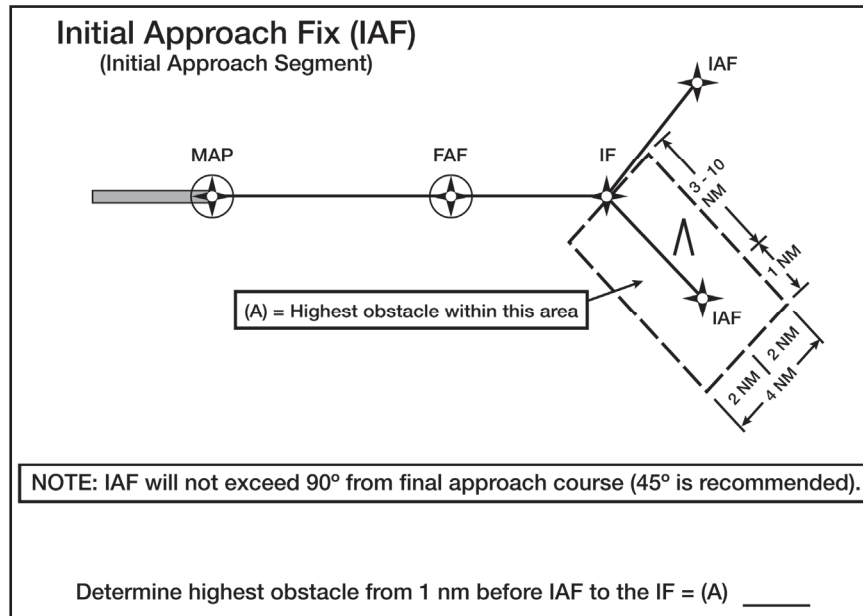 Initial Approach Fix (IAF)
(Initial Approach Segment)
IAF
MAP
FAF
IF
3 - 10
NM
1 NM
(A) = Highest obstacle within this area
IAF
2 NM
2 NM
4 NM
NOTE: IAF will not exceed 90º from final approach course (45º is recommended).
Determine highest obstacle from 1 nm before IAF to the IF = (A) ______